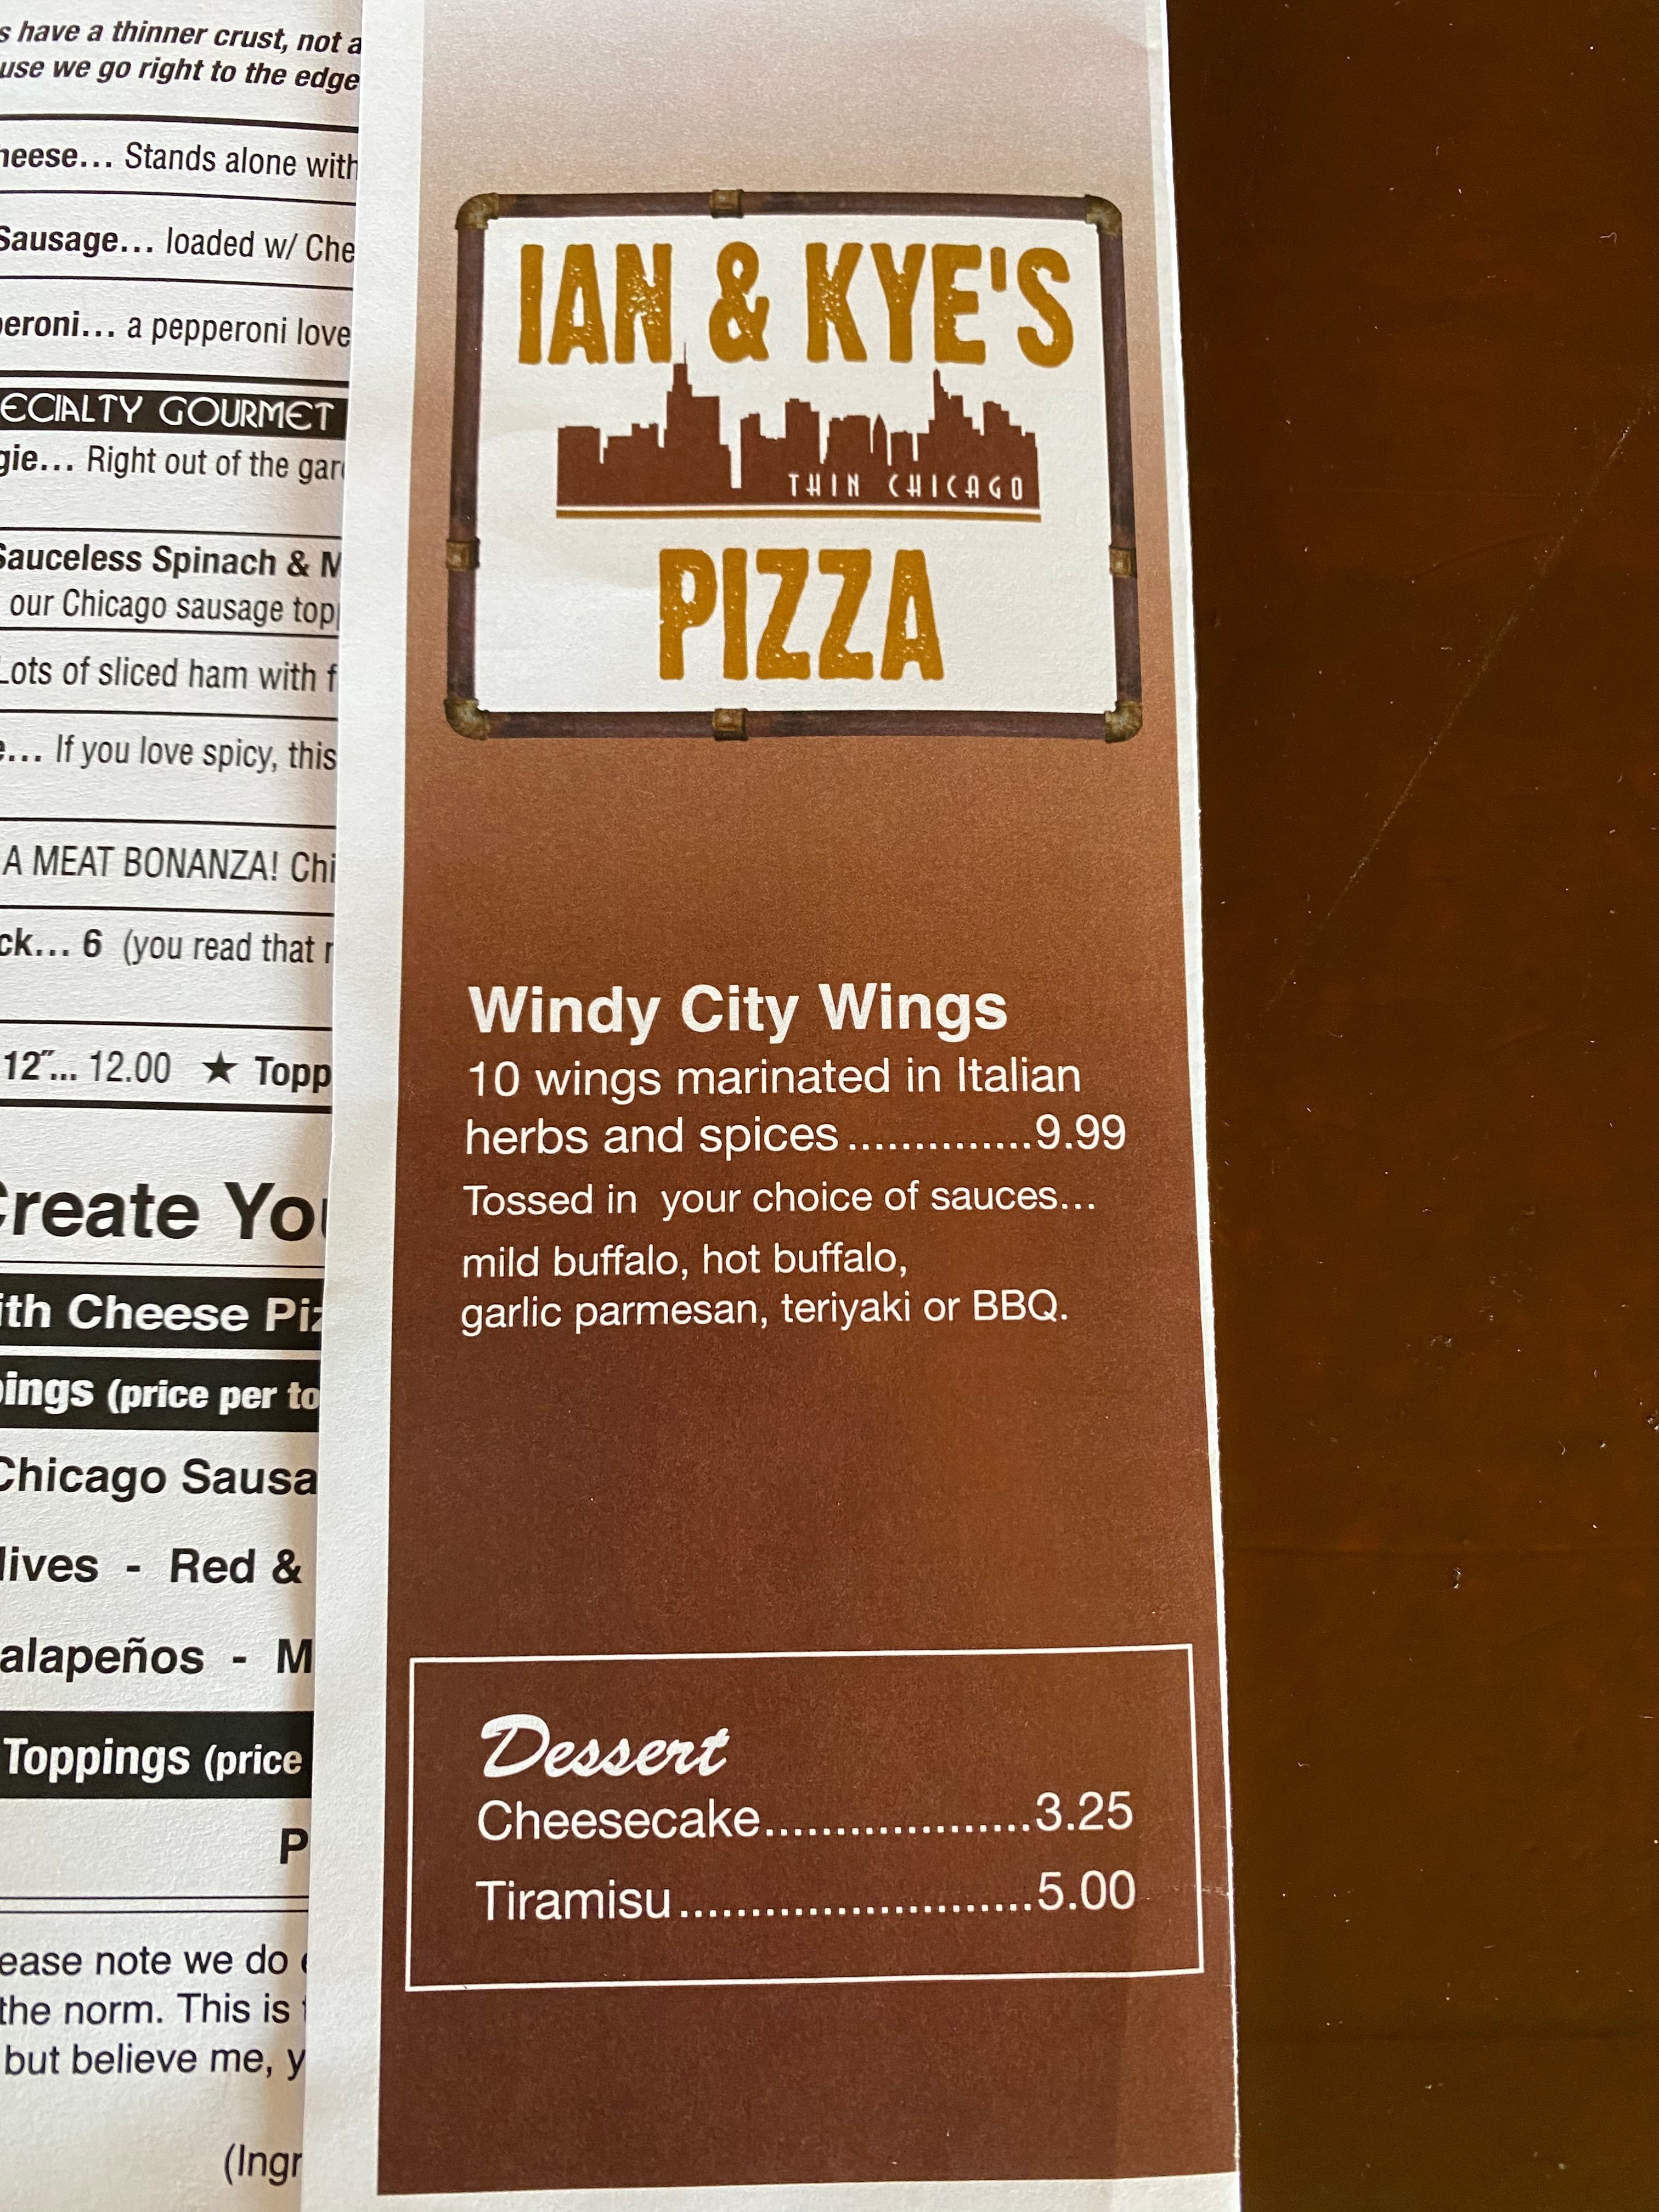 s have a thinner crust, not a
use we go right to the edge
heese... Stands alone with
Sausage... loaded w/ Che
peroni... a pepperoni love
ECIALTY GOURMET
gie... Right out of the gar
Sauceless Spinach & M
our Chicago sausage top
Lots of sliced ham with f
e... If you love spicy, this
A MEAT BONANZA! Chi
ck... 6 (you read that r
12"... 12.00 ★ Topp
Create You
ith Cheese Piz
pings (price per to
Chicago Sausa
lives - Red &
alapeños - M
Toppings (price
P
ease note we do
the norm. This is
but believe me, y
(Ingr
IAN & KYE'S
THIN CHICAGO
PIZZA
Windy City Wings
10 wings marinated in Italian
herbs and spices..............9.99
Tossed in your choice of sauces...
mild buffalo, hot buffalo,
garlic parmesan, teriyaki or BBQ.
Dessert
Cheesecake...................3.25
Tiramisu.........................5.00